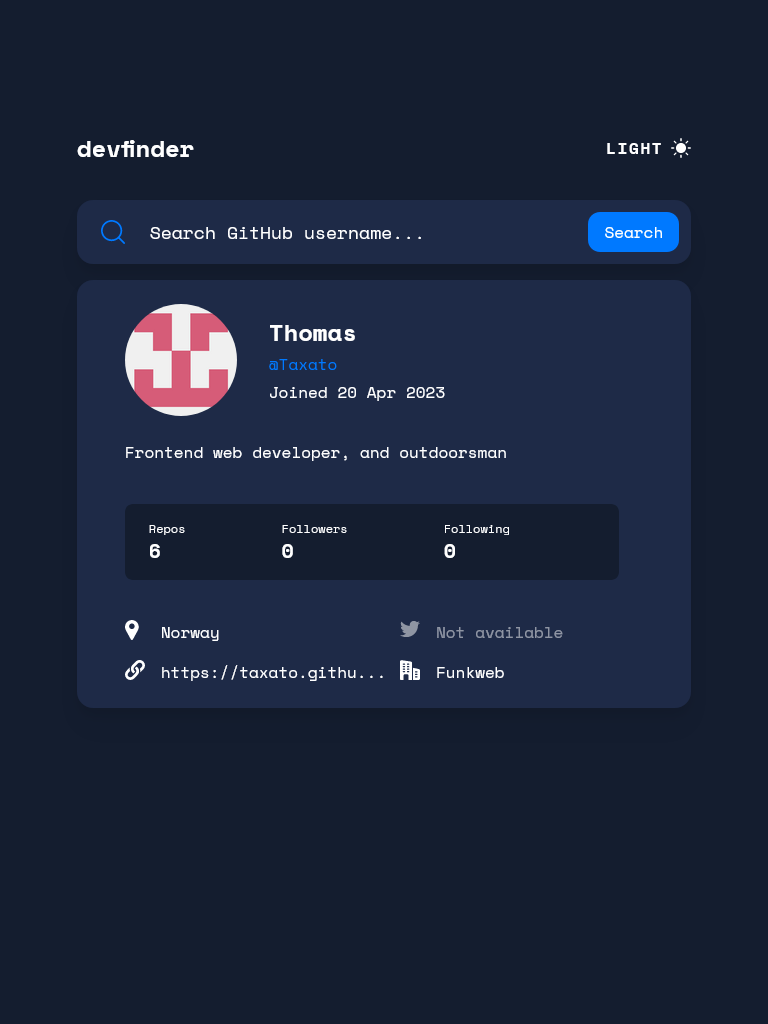 devfinder
LIGHT
Search GitHub username...
Search
Thomas
@Taxato
Joined 20 Apr 2023
Frontend web developer, and outdoorsman
Repos
6
Followers
0
Following
0
Norway
Not available
https://taxato.githu...
Funkweb